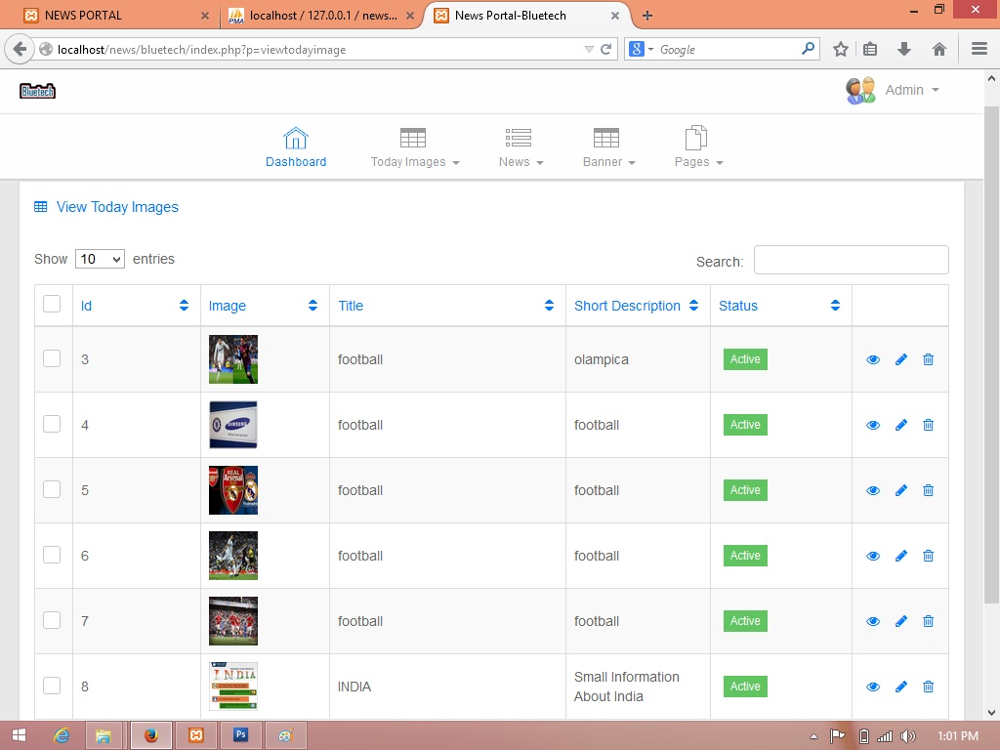 NEWS PORTAL
localhost / 127.0.0.1 / news...
News Portal-Bluetech
localhost/news/bluetech/index.php?p=viewtodayimage
Google
Bluetech
Admin
Dashboard
Today Images
News
Banner
Pages
View Today Images
Show 10 entries
Search:
Id Image Title Short Description Status
3 football olampica Active
4 SAMSUNG football football Active
5 REAL Arsenal football football Active
6 football football Active
7 football football Active
8 INDIA INDIA Small Information About India Active
1:01 PM